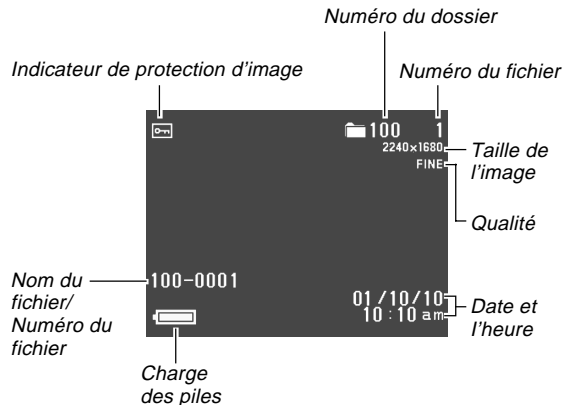 Numéro du dossier
Indicateur de protection d'image
Numéro du fichier
100 1
2240×1680
Taille de
l'image
FINE
Qualité
100-0001
Nom du
fichier/
Numéro du
fichier
01/10/10
10:10 am
Date et
l'heure
Charge
des piles